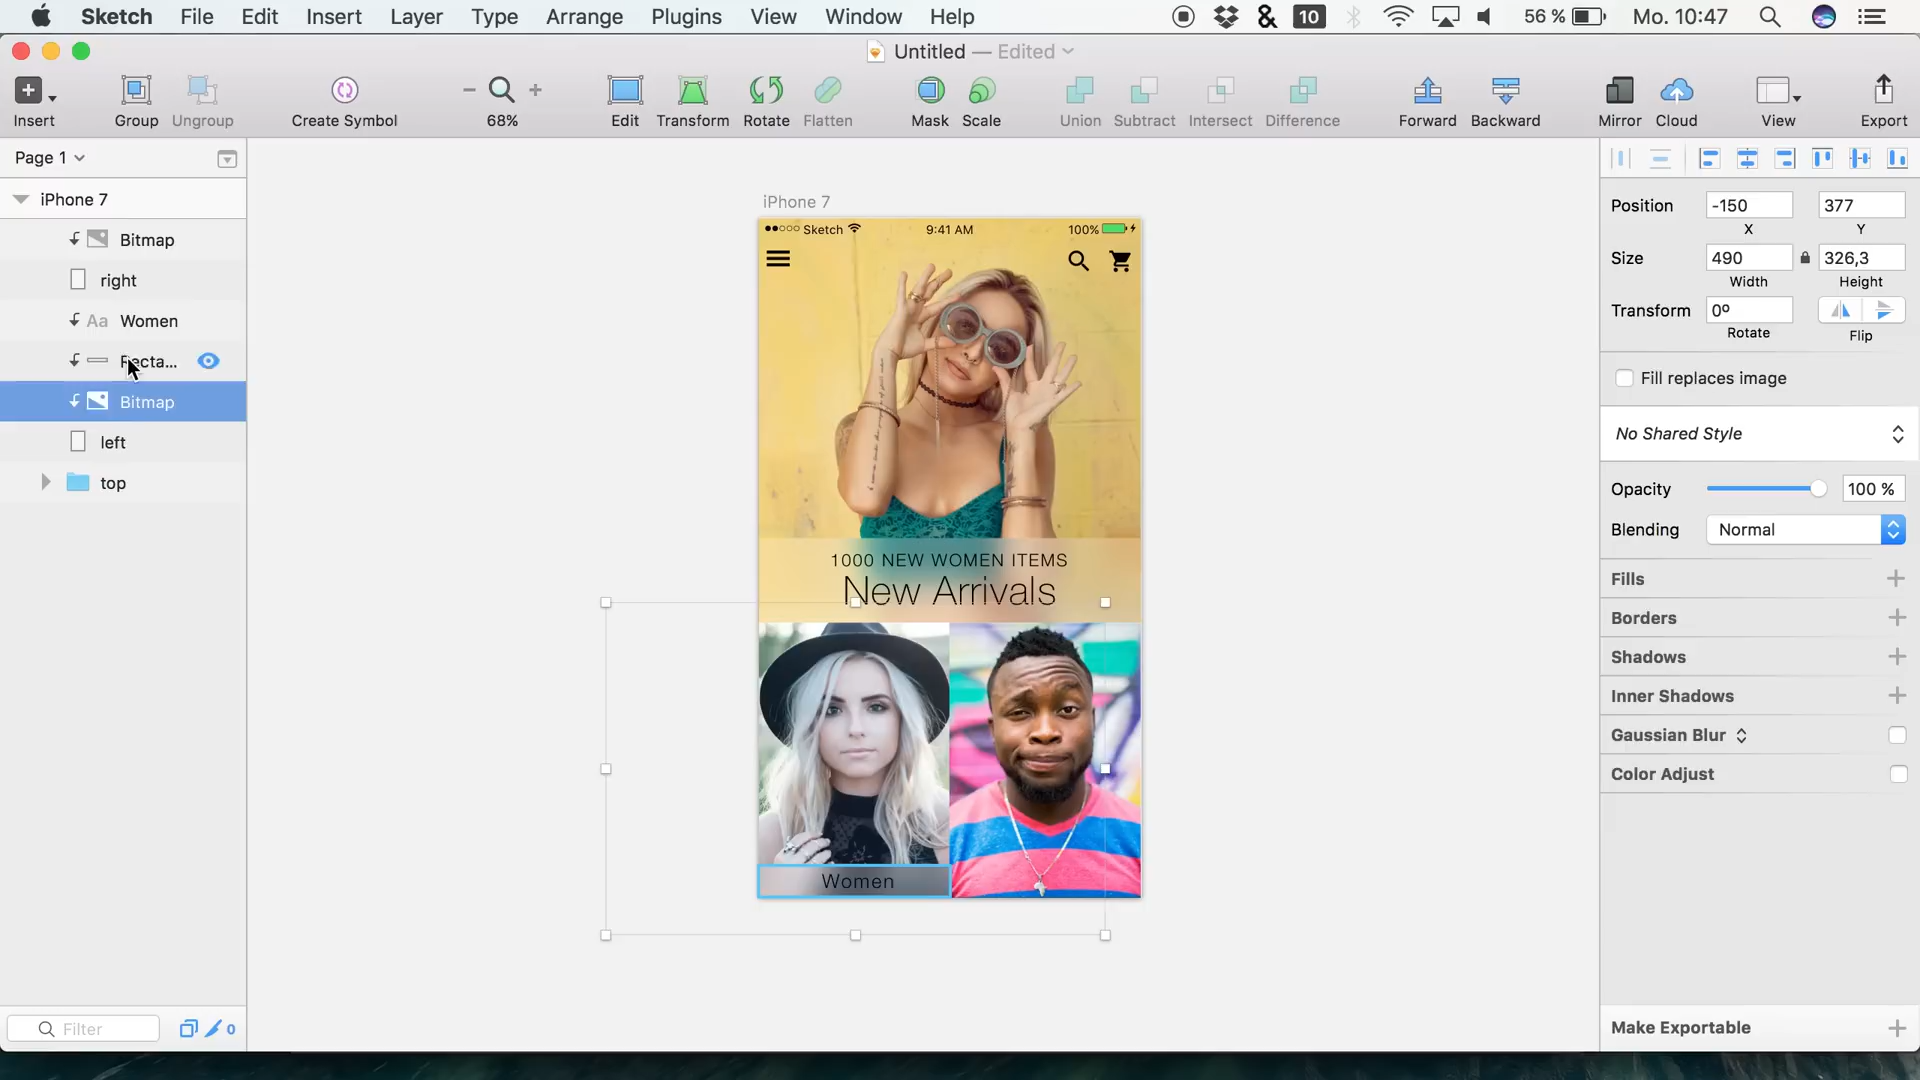 Sketch File Edit Insert Layer Type Arrange Plugins View Window Help 10 56 % Mo. 10:47
Untitled — Edited
Insert Group Ungroup Create Symbol 68% Edit Transform Rotate Flatten Mask Scale Union Subtract Intersect Difference Forward Backward Mirror Cloud View Export
Page 1
iPhone 7
Bitmap
right
Women
Recta...
Bitmap
left
top
Filter 0
iPhone 7
Sketch 9:41 AM 100%
1000 NEW WOMEN ITEMS
New Arrivals
Women
Position -150 377
X Y
Size 490 326,3
Width Height
Transform 0º
Rotate Flip
Fill replaces image
No Shared Style
Opacity 100 %
Blending Normal
Fills
Borders
Shadows
Inner Shadows
Gaussian Blur
Color Adjust
Make Exportable